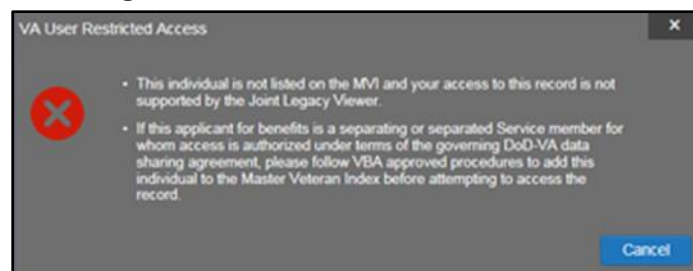 VA User Restricted Access
• This individual is not listed on the MVI and your access to this record is not
supported by the Joint Legacy Viewer.
• If this applicant for benefits is a separating or separated Service member for
whom access is authorized under terms of the governing DoD-VA data
sharing agreement, please follow VBA approved procedures to add this
individual to the Master Veteran Index before attempting to access the
record.
Cancel